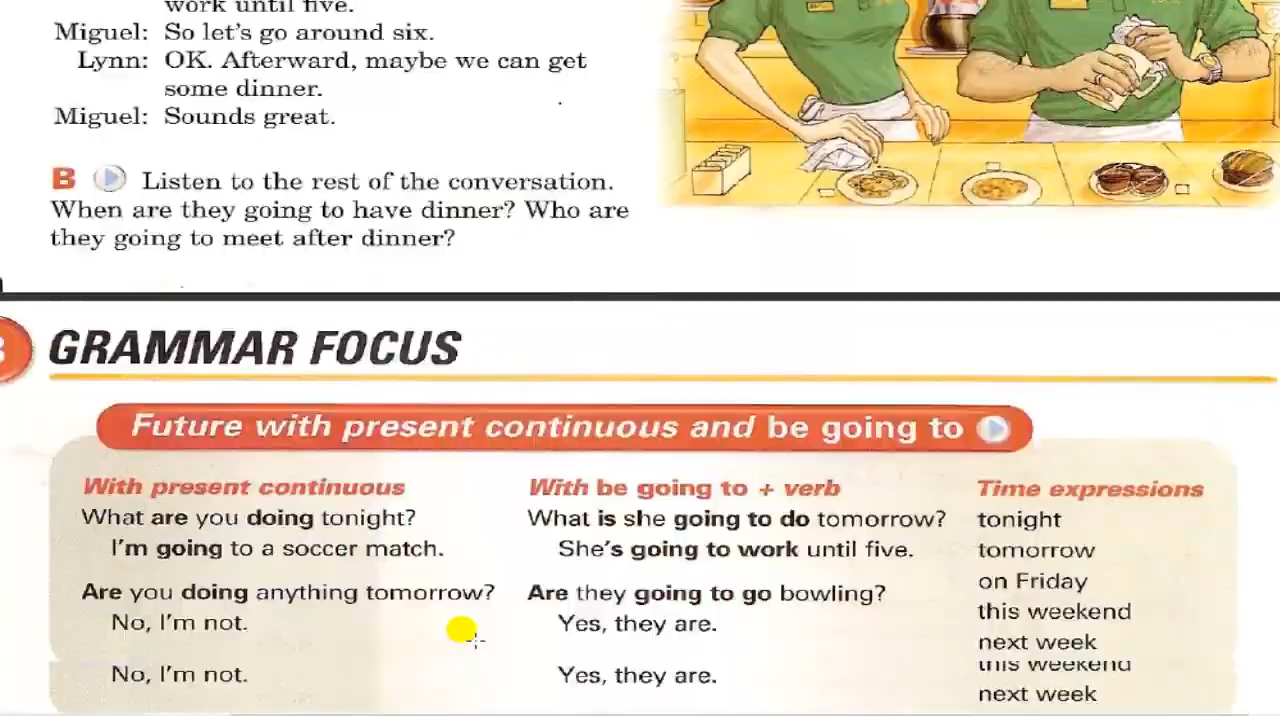 work until five.
Miguel: So let's go around six.
Lynn: OK. Afterward, maybe we can get
some dinner.
Miguel: Sounds great.
B Listen to the rest of the conversation.
When are they going to have dinner? Who are
they going to meet after dinner?
GRAMMAR FOCUS
Future with present continuous and be going to
With present continuous
What are you doing tonight?
I'm going to a soccer match.
Are you doing anything tomorrow?
No, I'm not.
No, I'm not.
With be going to + verb
What is she going to do tomorrow?
She's going to work until five.
Are they going to go bowling?
Yes, they are.
Yes, they are.
Time expressions
tonight
tomorrow
on Friday
this weekend
next week
this weekend
next week